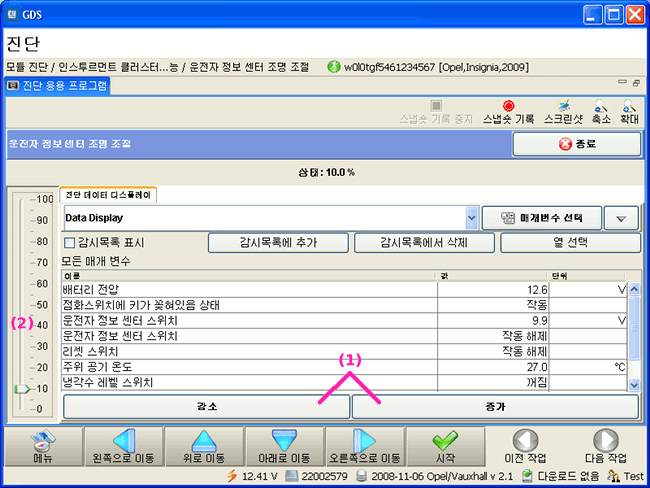 GDS
진단
모듈 진단 / 인스투르먼트 클러스터...능 / 운전자 정보 센터 조명 조절 w0l0tgf5461234567 [Opel,Insignia,2009]
진단 응용 프로그램
스냅숏 기록 중지 스냅숏 기록 스크린샷 축소 확대
운전자 정보 센터 조명 조절 종료
상태: 10.0 %
진단 데이터 디스플레이
Data Display 매개변수 선택
감시목록 표시 감시목록에 추가 감시목록에서 삭제 열 선택
모든 매개 변수
이름 값 단위
배터리 전압 12.6 V
점화스위치에 키가 꽂혀있음 상태 작동
운전자 정보 센터 스위치 9.9 V
운전자 정보 센터 스위치 작동 해제
리셋 스위치 작동 해제
주위 공기 온도 27.0 °C
냉각수 레벨 스위치 꺼짐
100
90
80
70
60
50
40
30
20
10
0
(2)
(1)
감소 증가
메뉴 왼쪽으로 이동 위로 이동 아래로 이동 오른쪽으로 이동 시작 이전 작업 다음 작업
12.41 V 22002579 2008-11-06 Opel/Vauxhall v 2.1 다운로드 없음 Test